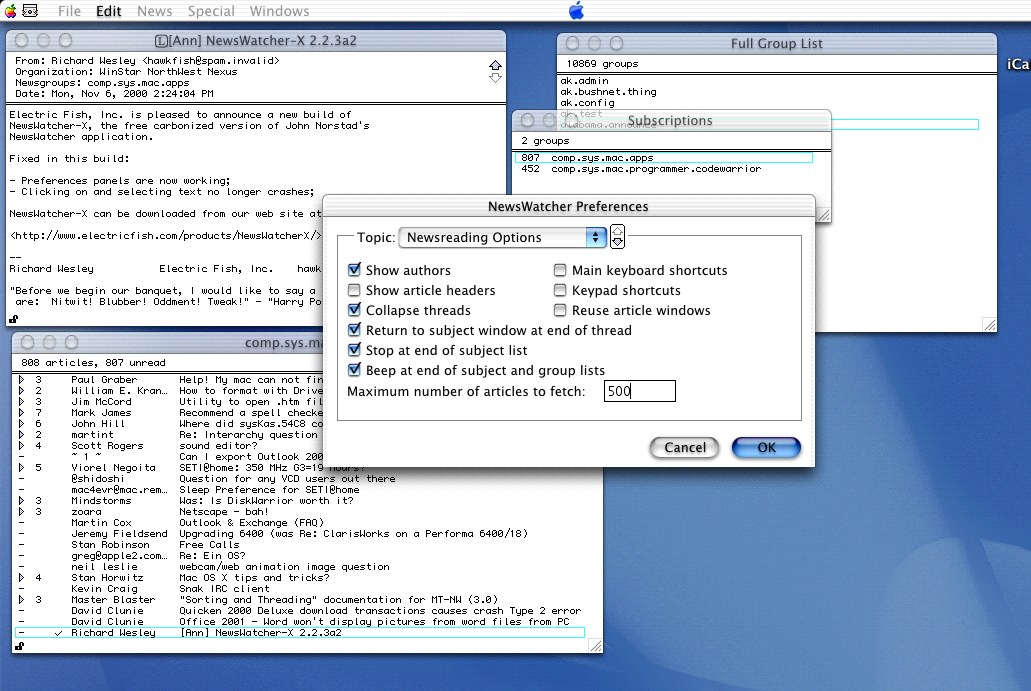 File Edit News Special Windows
[Ann] NewsWatcher-X 2.2.3a2
From: Richard Wesley <hawkfish@spam.invalid>
Organization: WinStar NorthWest Nexus
Newsgroups: comp.sys.mac.apps
Date: Mon, Nov 6, 2000 2:24:04 PM
Electric Fish, Inc. is pleased to announce a new build of
NewsWatcher-X, the free carbonized version of John Norstad's
NewsWatcher application.
Fixed in this build:
- Preferences panels are now working;
- Clicking on and selecting text no longer crashes;
NewsWatcher-X can be downloaded from our web site at
<http://www.electricfish.com/products/NewsWatcherX/>
--
Richard Wesley Electric Fish, Inc. hawk
"Before we begin our banquet, I would like to say a
are: Nitwit! Blubber! Oddment! Tweak!" - "Harry Po
Full Group List
10869 groups
ak.admin
ak.bushnet.thing
ak.config
ak.test
alabama.announce
iCa
Subscriptions
2 groups
807 comp.sys.mac.apps
452 comp.sys.mac.programmer.codewarrior
NewsWatcher Preferences
Topic: Newsreading Options
Show authors
Show article headers
Collapse threads
Return to subject window at end of thread
Stop at end of subject list
Beep at end of subject and group lists
Main keyboard shortcuts
Keypad shortcuts
Reuse article windows
Maximum number of articles to fetch: 500
Cancel OK
comp.sys.ma
808 articles, 807 unread
3 Paul Graber Help! My mac can not fin
2 William E. Kran… How to format with Drive
3 Jim McCord Utility to open .htm fil
7 Mark James Recommend a spell checke
6 John Hill Where did sysKas.54C8 co
2 martint Re: Interarchy question
4 Scott Rogers sound editor?
- ~ 1 ~ Can I export Outlook 200
5 Viorel Negoita SETI@home: 350 MHz G3=19 hours?
- @shidoshi Question for any VCD users out there
- mac4evr@mac.rem… Sleep Preference for SETI@home
3 Mindstorms Was: Is DiskWarrior worth it?
3 zoara Netscape - bah!
- Martin Cox Outlook & Exchange (FAQ)
- Jeremy Fieldsend Upgrading 6400 (was Re: ClarisWorks on a Performa 6400/18)
- Stan Robinson Free Calls
- greg@apple2.com… Re: Ein OS?
- neil leslie webcam/web animation image question
4 Stan Horwitz Mac OS X tips and tricks?
- Kevin Craig Snak IRC client
3 Master Blaster "Sorting and Threading" documentation for MT-NW (3.0)
- David Clunie Quicken 2000 Deluxe download transactions causes crash Type 2 error
- David Clunie Office 2001 - Word won't display pictures from word files from PC
- ✓ Richard Wesley [Ann] NewsWatcher-X 2.2.3a2